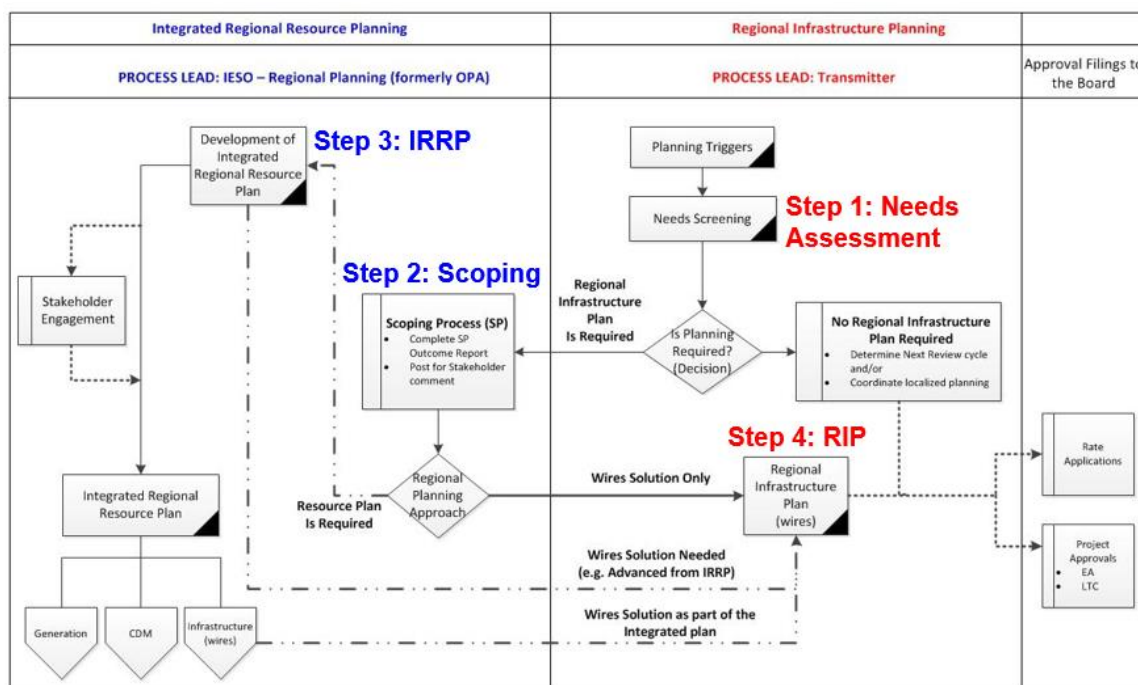 Integrated Regional Resource Planning
Regional Infrastructure Planning
PROCESS LEAD: IESO – Regional Planning (formerly OPA)
PROCESS LEAD: Transmitter
Approval Filings to
the Board
Development of
Integrated
Regional Resource
Plan
Step 3: IRRP
Planning Triggers
Needs Screening
Step 1: Needs
Assessment
Stakeholder
Engagement
Step 2: Scoping
Scoping Process (SP)
• Complete SP
Outcome Report
• Post for Stakeholder
comment
Regional
Infrastructure
Plan
Is Required
Is Planning
Required?
(Decision)
No Regional Infrastructure
Plan Required
• Determine Next Review cycle
and/or
• Coordinate localized planning
Step 4: RIP
Integrated Regional
Resource Plan
Resource Plan
Is Required
Regional
Planning
Approach
Wires Solution Only
Regional
Infrastructure
Plan
(wires)
Rate
Applications
Wires Solution Needed
(e.g. Advanced from IRRP)
Project
Approvals
• EA
• LTC
Wires Solution as part of the
Integrated plan
Generation
CDM
Infrastructure
(wires)